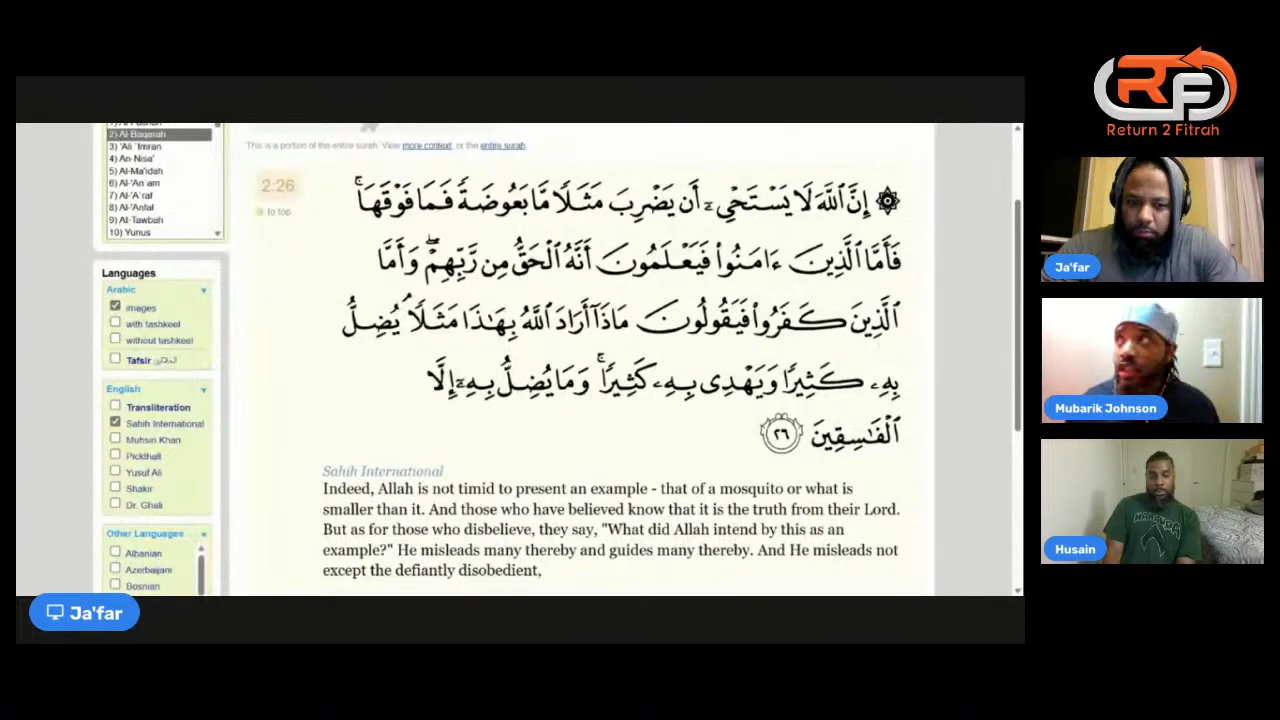 RF
Return 2 Fitrah
2) Al-Baqarah
3) 'Ali `Imran
4) An-Nisa'
5) Al-Ma'idah
6) Al-'An`am
7) Al-'A`raf
8) Al-'Anfal
9) At-Tawbah
10) Yunus
Languages
Arabic
images
with tashkeel
without tashkeel
Tafsir الجلالين
English
Transliteration
Sahih International
Muhsin Khan
Pickthall
Yusuf Ali
Shakir
Dr. Ghali
Other Languages
Albanian
Azerbaijani
Bosnian
This is a portion of the entire surah. View more context, or the entire surah.
2:26
to top
۞ إِنَّ ٱللَّهَ لَا يَسْتَحْىِۦٓ أَن يَضْرِبَ مَثَلًا مَّا بَعُوضَةً فَمَا فَوْقَهَا ۚ
فَأَمَّا ٱلَّذِينَ ءَامَنُوا۟ فَيَعْلَمُونَ أَنَّهُ ٱلْحَقُّ مِن رَّبِّهِمْ ۖ وَأَمَّا
ٱلَّذِينَ كَفَرُوا۟ فَيَقُولُونَ مَاذَآ أَرَادَ ٱللَّهُ بِهَٰذَا مَثَلًا ۘ يُضِلُّ
بِهِۦ كَثِيرًا وَيَهْدِى بِهِۦ كَثِيرًا ۚ وَمَا يُضِلُّ بِهِۦٓ إِلَّا
ٱلْفَٰسِقِينَ ٢٦
Sahih International
Indeed, Allah is not timid to present an example - that of a mosquito or what is
smaller than it. And those who have believed know that it is the truth from their Lord.
But as for those who disbelieve, they say, "What did Allah intend by this as an
example?" He misleads many thereby and guides many thereby. And He misleads not
except the defiantly disobedient,
Ja'far
Ja'far
Mubarik Johnson
Husain